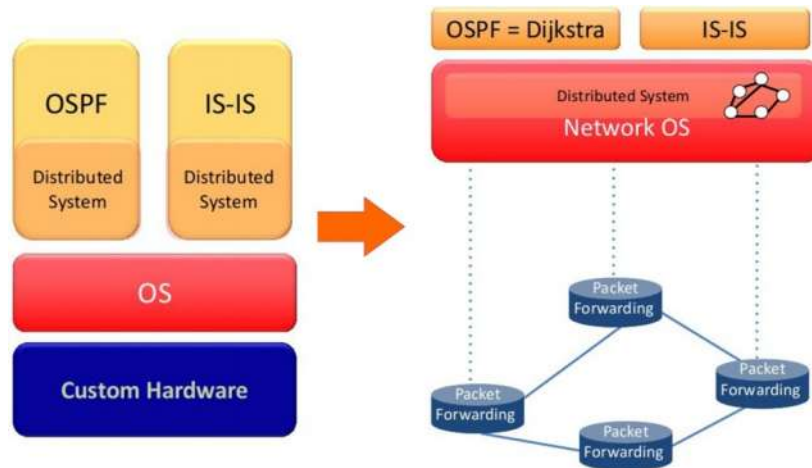 OSPF
IS-IS
Distributed
System
Distributed
System
OS
Custom Hardware
OSPF = Dijkstra
IS-IS
Distributed System
Network OS
Packet
Forwarding
Packet
Forwarding
Packet
Forwarding
Packet
Forwarding